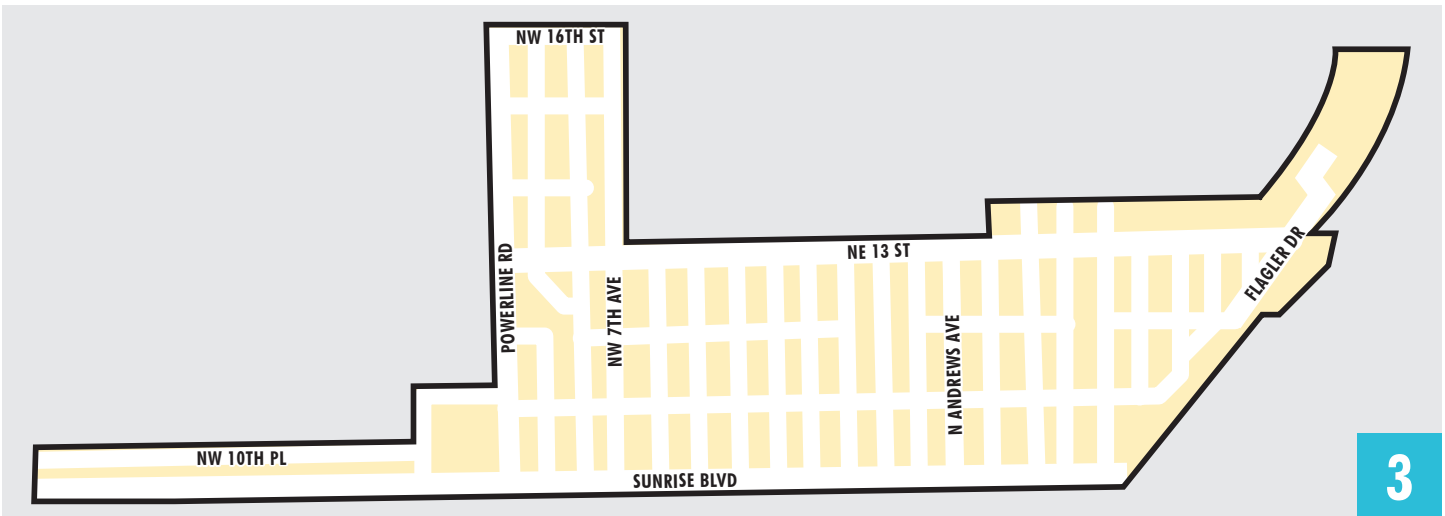 NW 16TH ST
NE 13 ST
FLAGLER DR
POWERLINE RD
NW 7TH AVE
N ANDREWS AVE
NW 10TH PL
SUNRISE BLVD
3